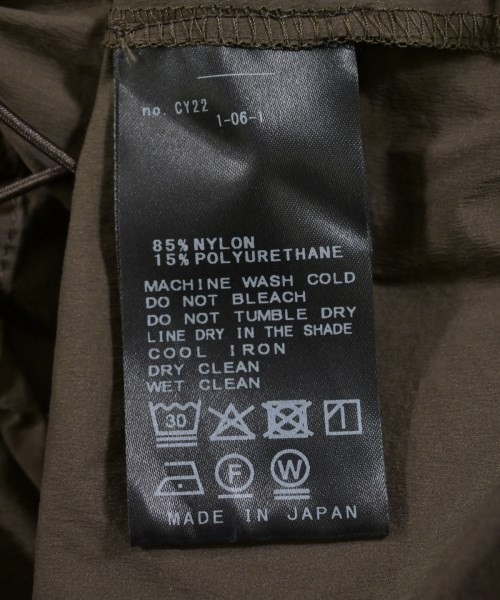 no. CY22
1-06-1
85% NYLON
15% POLYURETHANE
MACHINE WASH COLD
DO NOT BLEACH
DO NOT TUMBLE DRY
LINE DRY IN THE SHADE
COOL IRON
DRY CLEAN
WET CLEAN
30
F W
MADE IN JAPAN